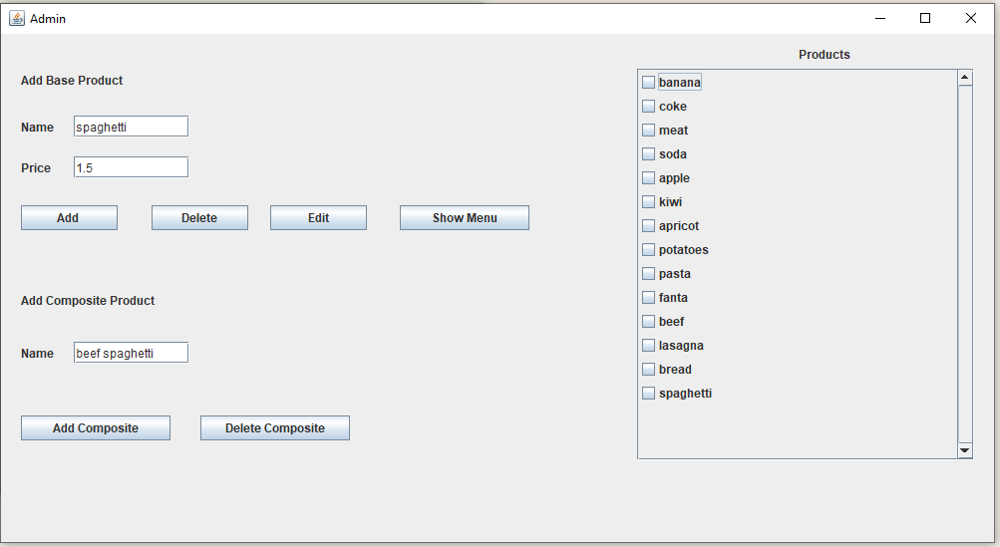 Admin
Add Base Product
Name spaghetti
Price 1.5
Add Delete Edit Show Menu
Add Composite Product
Name beef spaghetti
Add Composite Delete Composite
Products
banana
coke
meat
soda
apple
kiwi
apricot
potatoes
pasta
fanta
beef
lasagna
bread
spaghetti